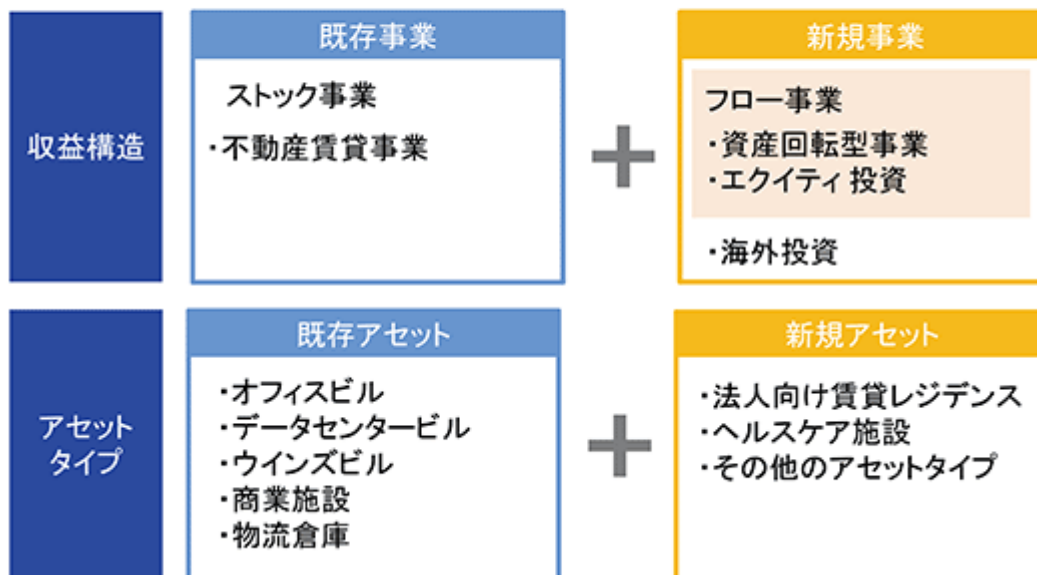 収益構造
既存事業
ストック事業
・不動産賃貸事業
+
新規事業
フロー事業
・資産回転型事業
・エクイティ投資
・海外投資
アセット
タイプ
既存アセット
・オフィスビル
・データセンタービル
・ウインズビル
・商業施設
・物流倉庫
+
新規アセット
・法人向け賃貸レジデンス
・ヘルスケア施設
・その他のアセットタイプ